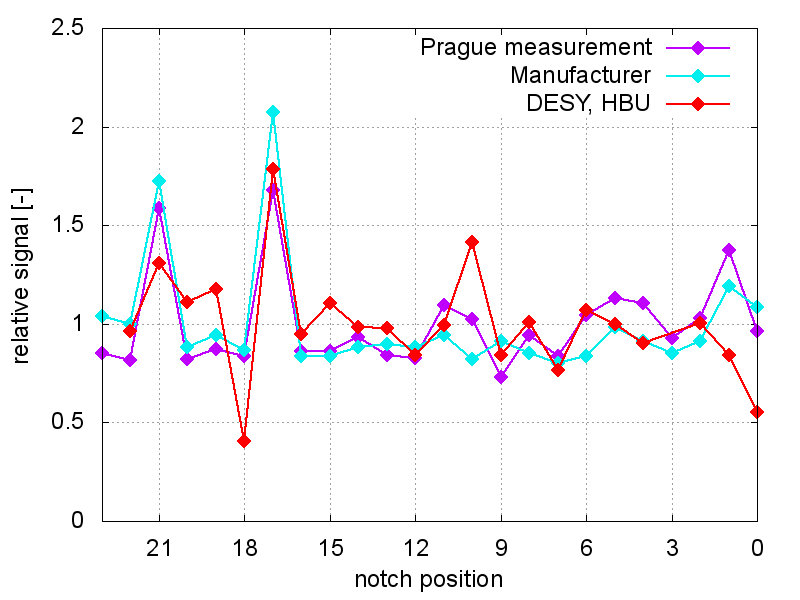 2.5
2
1.5
1
0.5
0
relative signal [-]
Prague measurement
Manufacturer
DESY, HBU
21 18 15 12 9 6 3 0
notch position